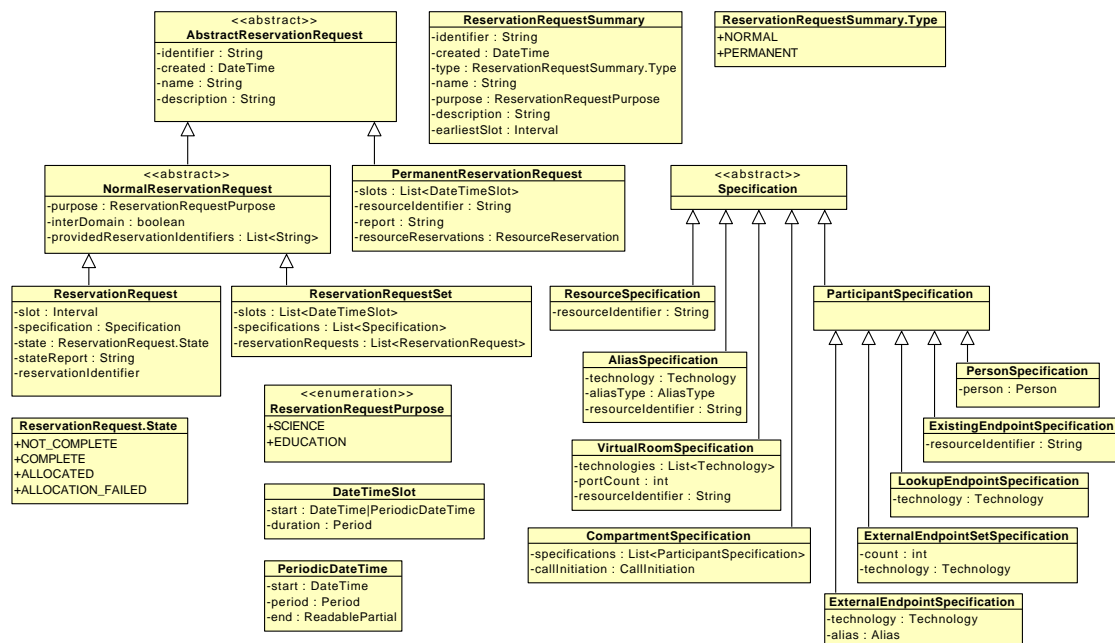 <<abstract>>
AbstractReservationRequest
-identifier : String
-created : DateTime
-name : String
-description : String
ReservationRequestSummary
-identifier : String
-created : DateTime
-type : ReservationRequestSummary.Type
-name : String
-purpose : ReservationRequestPurpose
-description : String
-earliestSlot : Interval
ReservationRequestSummary.Type
+NORMAL
+PERMANENT
<<abstract>>
NormalReservationRequest
-purpose : ReservationRequestPurpose
-interDomain : boolean
-providedReservationIdentifiers : List<String>
PermanentReservationRequest
-slots : List<DateTimeSlot>
-resourceIdentifier : String
-report : String
-resourceReservations : ResourceReservation
<<abstract>>
Specification
ReservationRequest
-slot : Interval
-specification : Specification
-state : ReservationRequest.State
-stateReport : String
-reservationIdentifier
ReservationRequestSet
-slots : List<DateTimeSlot>
-specifications : List<Specification>
-reservationRequests : List<ReservationRequest>
ResourceSpecification
-resourceIdentifier : String
ParticipantSpecification
AliasSpecification
-technology : Technology
-aliasType : AliasType
-resourceIdentifier : String
PersonSpecification
-person : Person
<<enumeration>>
ReservationRequestPurpose
+SCIENCE
+EDUCATION
ReservationRequest.State
+NOT_COMPLETE
+COMPLETE
+ALLOCATED
+ALLOCATION_FAILED
ExistingEndpointSpecification
-resourceIdentifier : String
VirtualRoomSpecification
-technologies : List<Technology>
-portCount : int
-resourceIdentifier : String
LookupEndpointSpecification
-technology : Technology
DateTimeSlot
-start : DateTime|PeriodicDateTime
-duration : Period
CompartmentSpecification
-specifications : List<ParticipantSpecification>
-callInitiation : CallInitiation
ExternalEndpointSetSpecification
-count : int
-technology : Technology
PeriodicDateTime
-start : DateTime
-period : Period
-end : ReadablePartial
ExternalEndpointSpecification
-technology : Technology
-alias : Alias